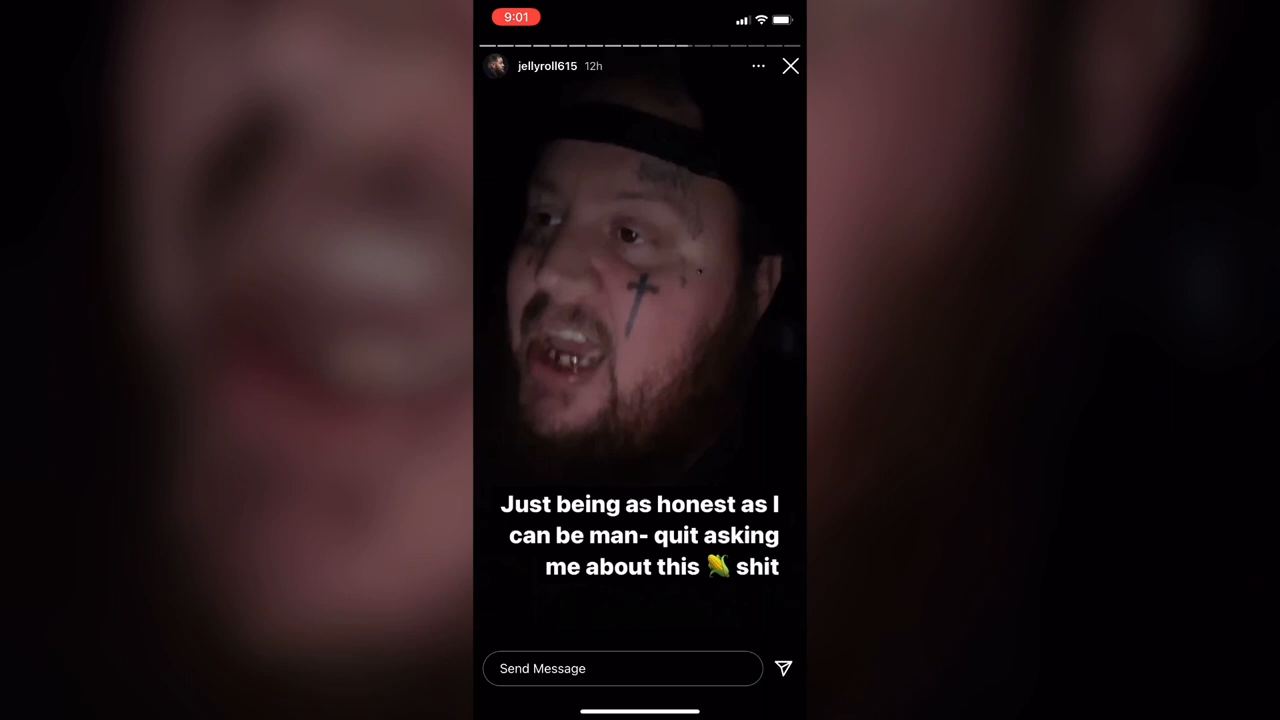 9:01
jellyroll615 12h
Just being as honest as I
can be man- quit asking
me about this 🌽 shit
Send Message